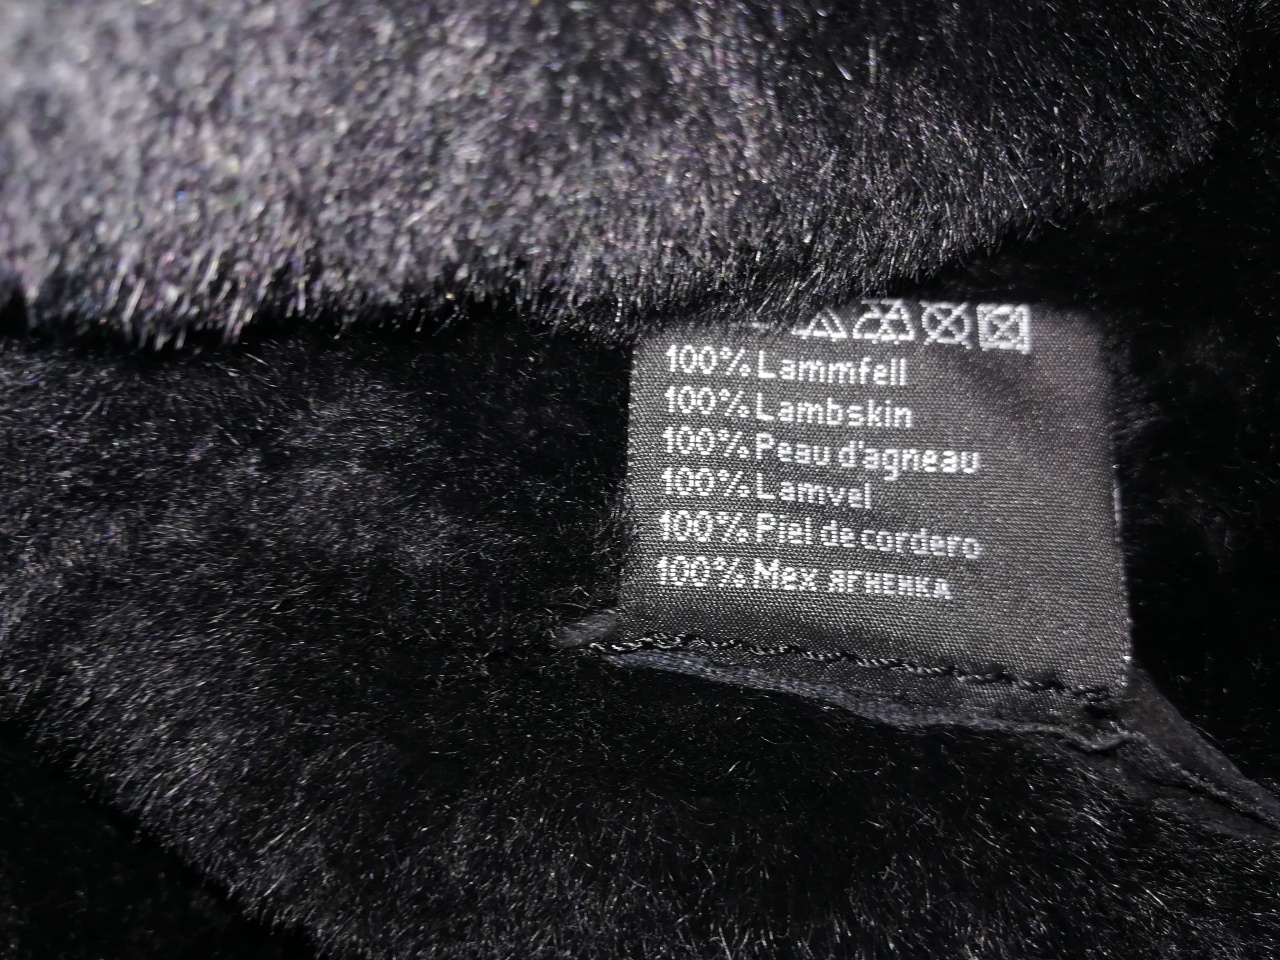 100% Lammfell
100% Lambskin
100% Peau d'agneau
100% Lamvel
100% Piel de cordero
100% Мех ягненка